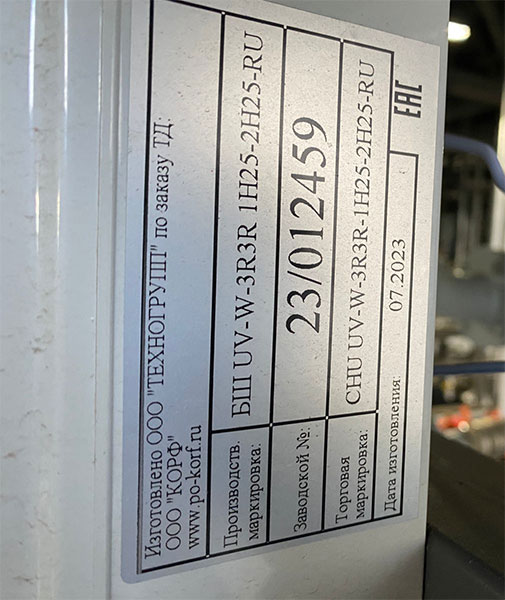 Изготовлено ООО "ТЕХНОГРУПП" по заказу ТД:
ООО "КОРФ"
www.po-korf.ru
Производств. маркировка:
БШ UV-W-3R3R 1H25-2H25-RU
Заводской №:
23/012459
Торговая маркировка:
CHU UV-W-3R3R-1H25-2H25-RU
Дата изготовления:
07.2023
EAC